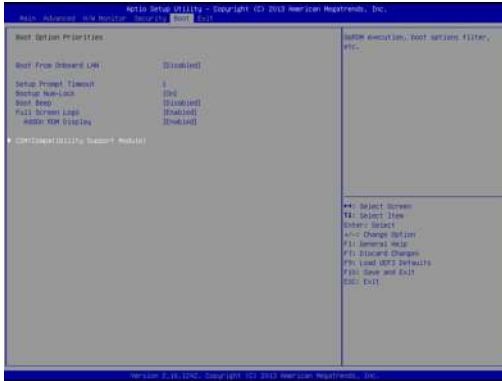 Aptio Setup Utility - Copyright (C) 2013 American Megatrends, Inc.
Main Advanced H/W Monitor Security Boot Exit
Boot Option Priorities
Boot From Onboard LAN [Disabled]
Setup Prompt Timeout 1
Bootup Num-Lock [On]
Boot Beep [Disabled]
Full Screen Logo [Enabled]
AddOn ROM Display [Enabled]
CSM(Compatibility Support Module)
OpROM execution, boot options filter,
etc.
→←: Select Screen
↑↓: Select Item
Enter: Select
+/-: Change Option
F1: General Help
F7: Discard Changes
F9: Load UEFI Defaults
F10: Save and Exit
ESC: Exit
Version 2.16.1242. Copyright (C) 2013 American Megatrends, Inc.